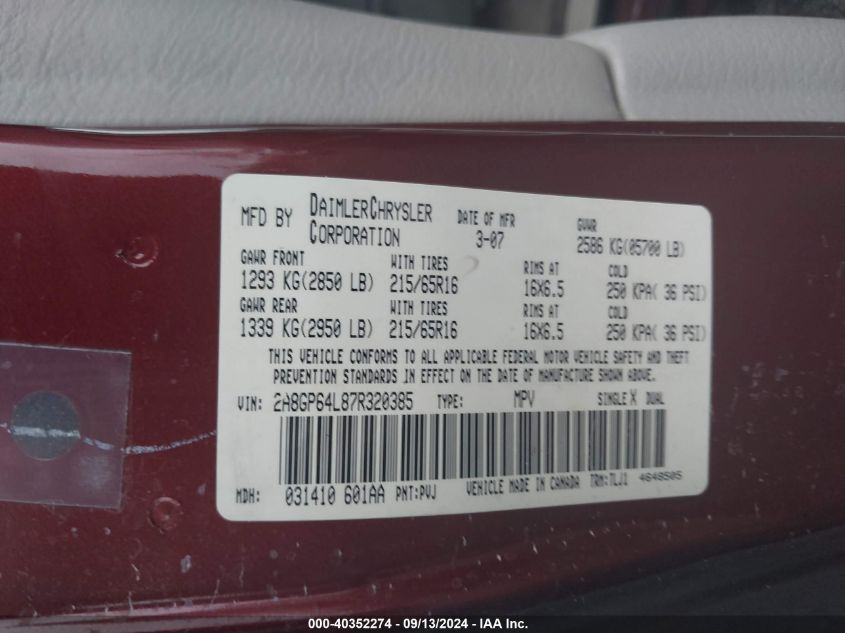 MFD BY DAIMLERCHRYSLER CORPORATION
DATE OF MFR 3-07
GVWR 2586 KG(05700 LB)
GAWR FRONT WITH TIRES RIMS AT COLD
1293 KG(2850 LB) 215/65R16 16X6.5 250 KPA( 36 PSI)
GAWR REAR WITH TIRES RIMS AT COLD
1339 KG(2950 LB) 215/65R16 16X6.5 250 KPA( 36 PSI)
THIS VEHICLE CONFORMS TO ALL APPLICABLE FEDERAL MOTOR VEHICLE SAFETY AND THEFT
PREVENTION STANDARDS IN EFFECT ON THE DATE OF MANUFACTURE SHOWN ABOVE.
VIN: 2A8GP64L87R320385 TYPE: MPV SINGLE X DUAL
MDH: 031410 601AA PNT:PVJ VEHICLE MADE IN CANADA TRM:TLJ1 4648505
000-40352274 - 09/13/2024 - IAA Inc.